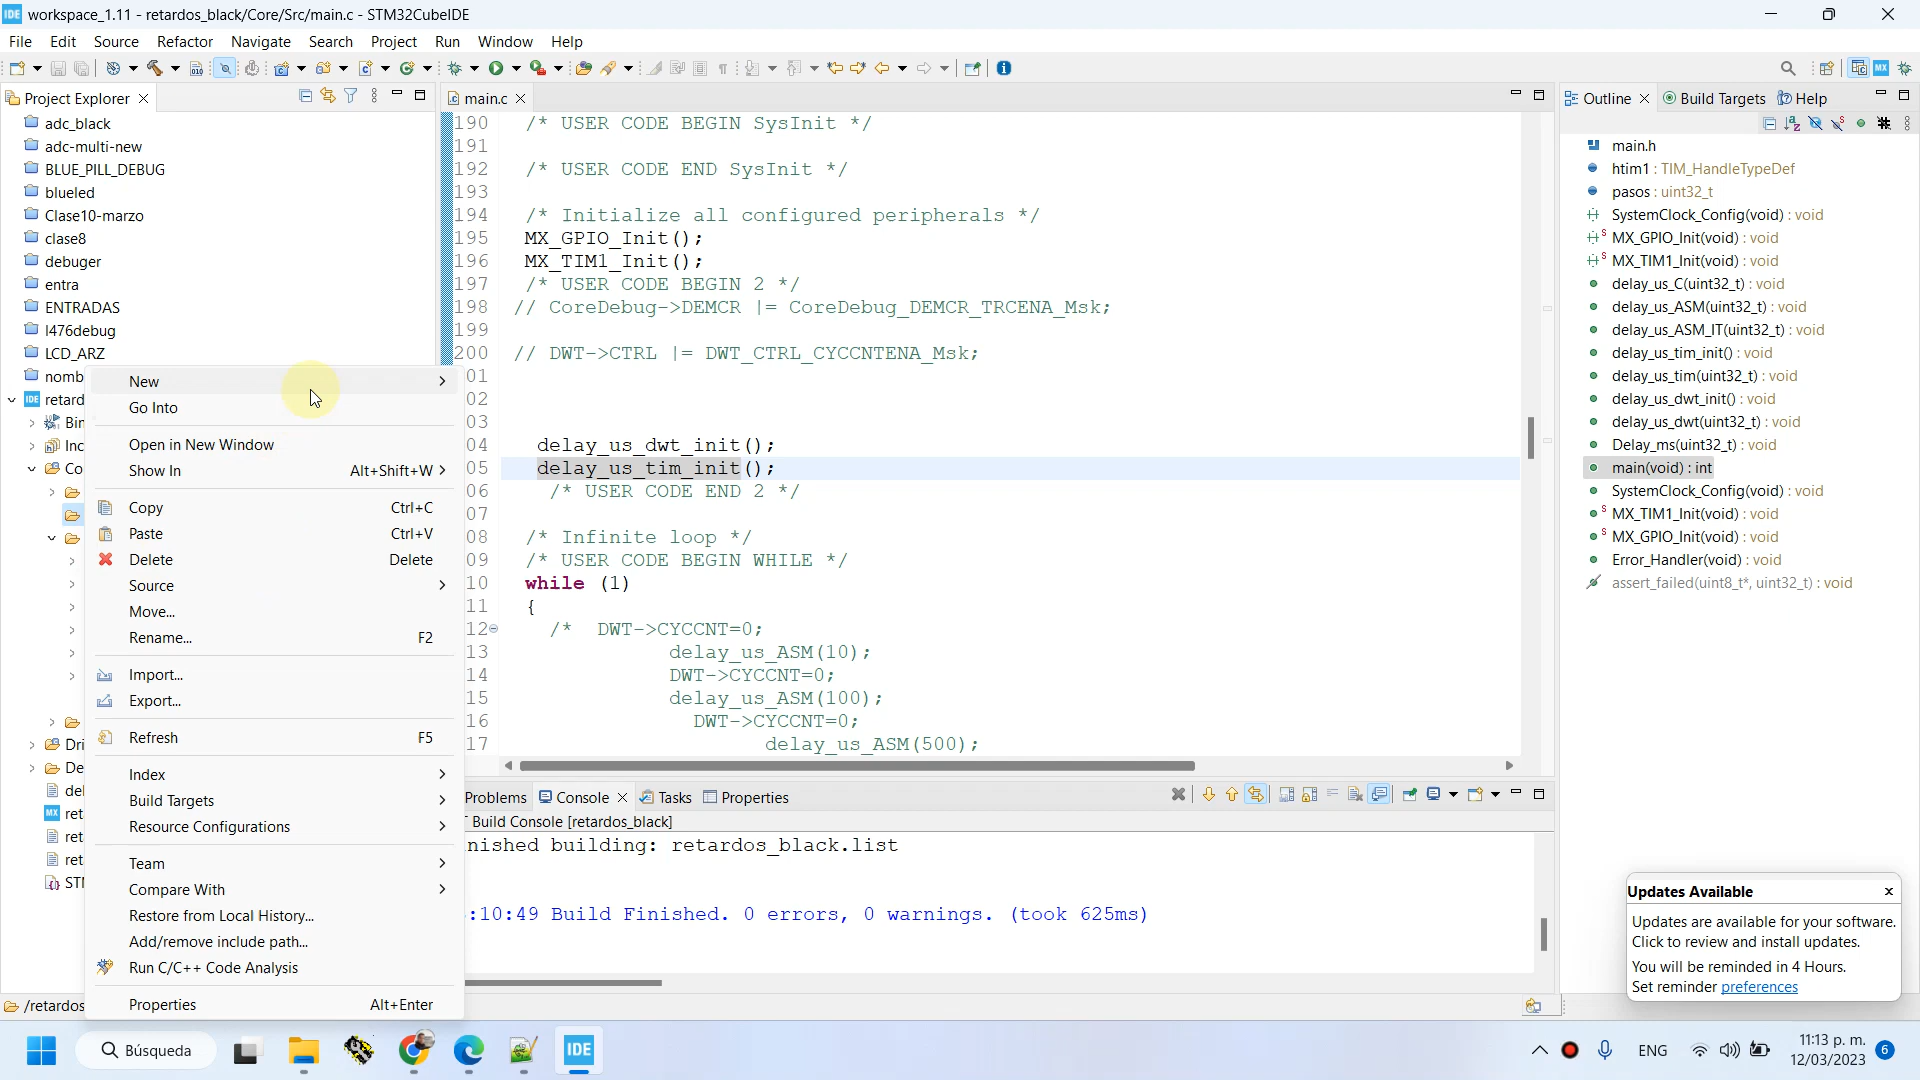 IDE workspace_1.11 - retardos_black/Core/Src/main.c - STM32CubeIDE
File Edit Source Refactor Navigate Search Project Run Window Help
Project Explorer
adc_black
adc-multi-new
BLUE_PILL_DEBUG
blueled
Clase10-marzo
clase8
debuger
entra
ENTRADAS
l476debug
LCD_ARZ
nomb
IDE retard
Bin
Inc
Co
Dri
De
del
MX ret
ret
ret
STI
/retardos
New
Go Into
Open in New Window
Show In Alt+Shift+W
Copy Ctrl+C
Paste Ctrl+V
Delete Delete
Source
Move...
Rename... F2
Import...
Export...
Refresh F5
Index
Build Targets
Resource Configurations
Team
Compare With
Restore from Local History...
Add/remove include path...
Run C/C++ Code Analysis
Properties Alt+Enter
main.c
190 /* USER CODE BEGIN SysInit */
191
192 /* USER CODE END SysInit */
193
194 /* Initialize all configured peripherals */
195 MX_GPIO_Init();
196 MX_TIM1_Init();
197 /* USER CODE BEGIN 2 */
198 // CoreDebug->DEMCR |= CoreDebug_DEMCR_TRCENA_Msk;
199
200 // DWT->CTRL |= DWT_CTRL_CYCCNTENA_Msk;
01
02
03
04 delay_us_dwt_init();
05 delay_us_tim_init();
06 /* USER CODE END 2 */
07
08 /* Infinite loop */
09 /* USER CODE BEGIN WHILE */
10 while (1)
11 {
12 /* DWT->CYCCNT=0;
13 delay_us_ASM(10);
14 DWT->CYCCNT=0;
15 delay_us_ASM(100);
16 DWT->CYCCNT=0;
17 delay_us_ASM(500);
Problems Console Tasks Properties
Build Console [retardos_black]
nished building: retardos_black.list
:10:49 Build Finished. 0 errors, 0 warnings. (took 625ms)
Outline Build Targets Help
main.h
htim1 : TIM_HandleTypeDef
pasos : uint32_t
SystemClock_Config(void) : void
MX_GPIO_Init(void) : void
MX_TIM1_Init(void) : void
delay_us_C(uint32_t) : void
delay_us_ASM(uint32_t) : void
delay_us_ASM_IT(uint32_t) : void
delay_us_tim_init() : void
delay_us_tim(uint32_t) : void
delay_us_dwt_init() : void
delay_us_dwt(uint32_t) : void
Delay_ms(uint32_t) : void
main(void) : int
SystemClock_Config(void) : void
MX_TIM1_Init(void) : void
MX_GPIO_Init(void) : void
Error_Handler(void) : void
assert_failed(uint8_t*, uint32_t) : void
Updates Available
Updates are available for your software.
Click to review and install updates.
You will be reminded in 4 Hours.
Set reminder preferences
Búsqueda
IDE
ENG
11:13 p. m.
12/03/2023
6